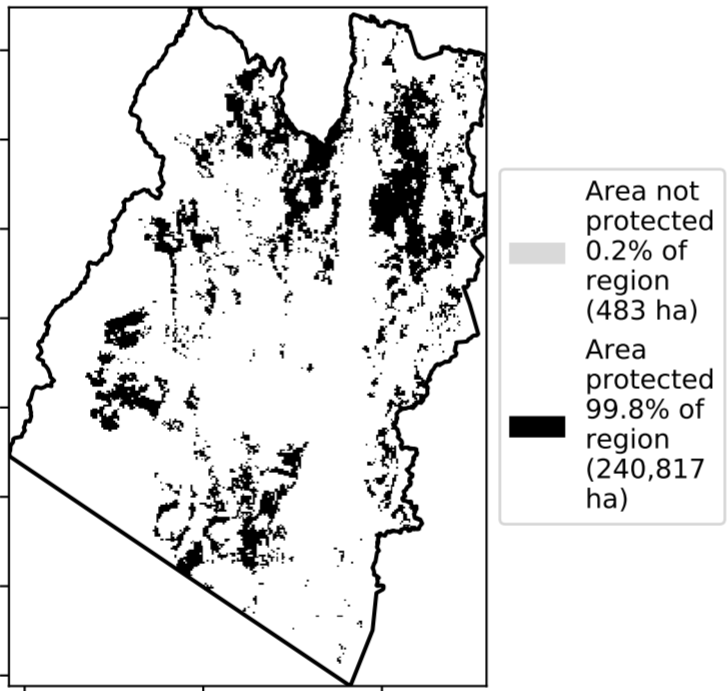 Area not
protected
0.2% of
region
(483 ha)
Area
protected
99.8% of
region
(240,817
ha)